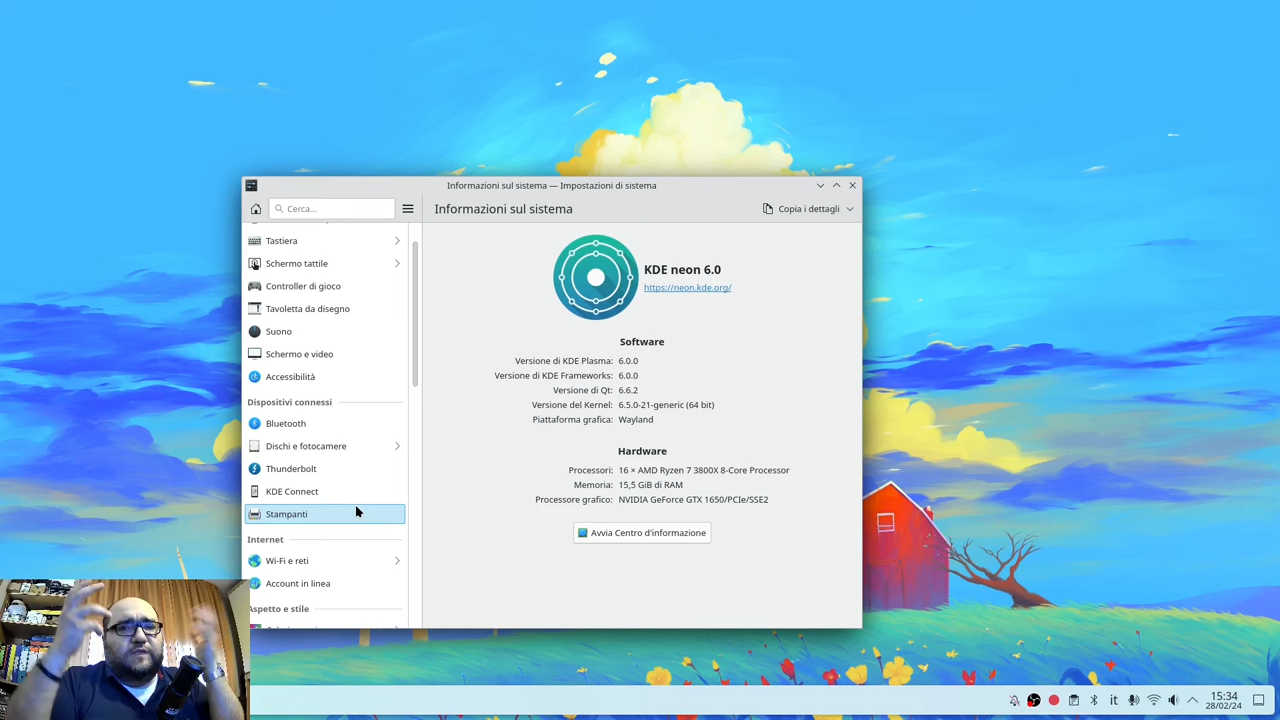 Informazioni sul sistema — Impostazioni di sistema
Cerca...
Informazioni sul sistema
Copia i dettagli
Tastiera
Schermo tattile
Controller di gioco
Tavoletta da disegno
Suono
Schermo e video
Accessibilità
Dispositivi connessi
Bluetooth
Dischi e fotocamere
Thunderbolt
KDE Connect
Stampanti
Internet
Wi-Fi e reti
Account in linea
Aspetto e stile
KDE neon 6.0
https://neon.kde.org/
Software
Versione di KDE Plasma: 6.0.0
Versione di KDE Frameworks: 6.0.0
Versione di Qt: 6.6.2
Versione del Kernel: 6.5.0-21-generic (64 bit)
Piattaforma grafica: Wayland
Hardware
Processori: 16 × AMD Ryzen 7 3800X 8-Core Processor
Memoria: 15,5 GiB di RAM
Processore grafico: NVIDIA GeForce GTX 1650/PCIe/SSE2
Avvia Centro d'informazione
it
15:34
28/02/24